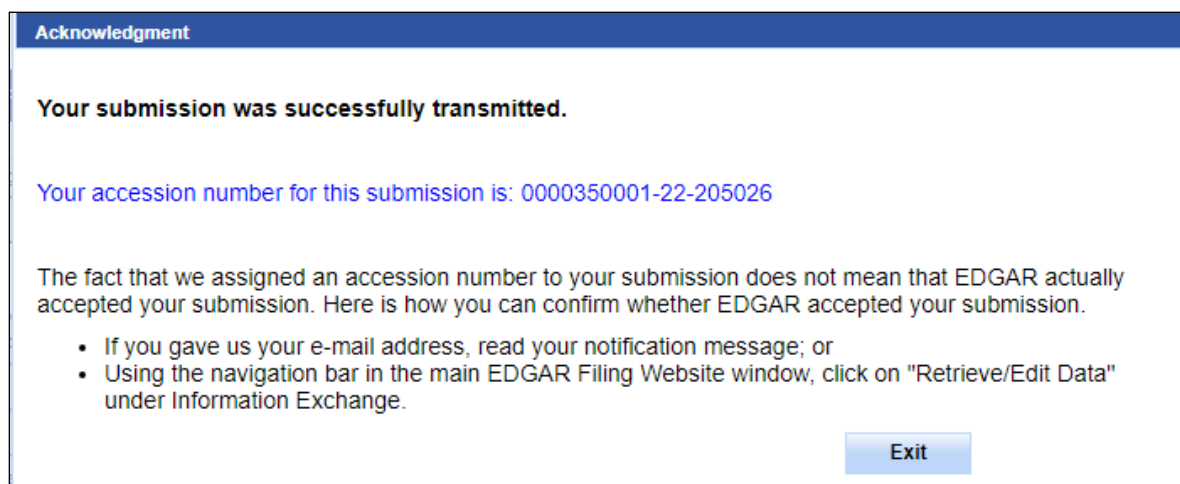 Acknowledgment
Your submission was successfully transmitted.
Your accession number for this submission is: 0000350001-22-205026
The fact that we assigned an accession number to your submission does not mean that EDGAR actually
accepted your submission. Here is how you can confirm whether EDGAR accepted your submission.
• If you gave us your e-mail address, read your notification message; or
• Using the navigation bar in the main EDGAR Filing Website window, click on "Retrieve/Edit Data"
under Information Exchange.
Exit